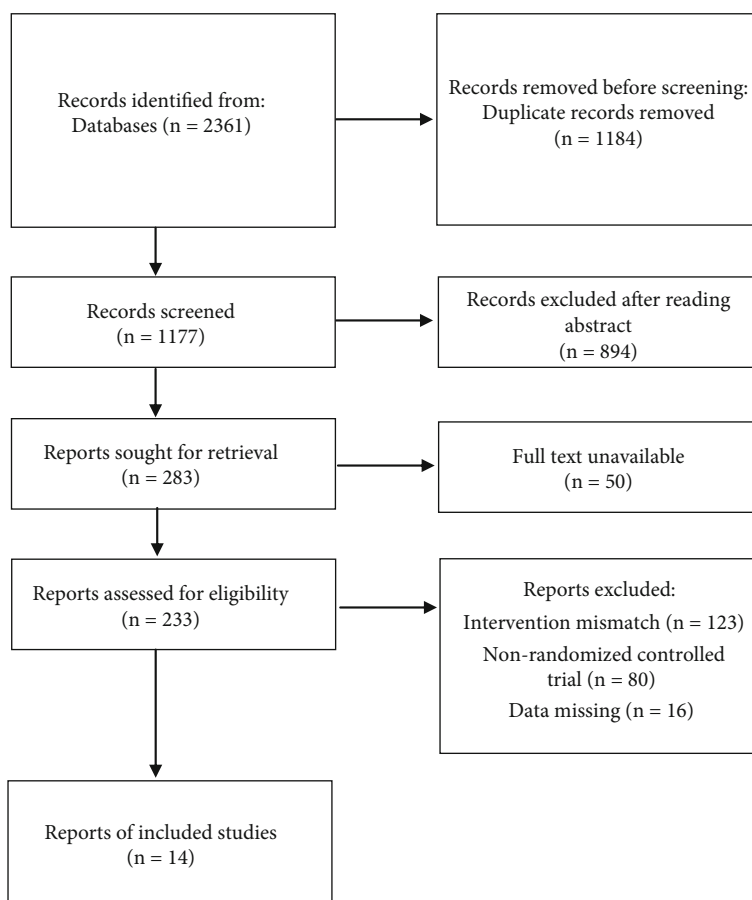 Records identified from:
Databases (n = 2361)
Records removed before screening:
Duplicate records removed
(n = 1184)
Records screened
(n = 1177)
Records excluded after reading
abstract
(n = 894)
Reports sought for retrieval
(n = 283)
Full text unavailable
(n = 50)
Reports assessed for eligibility
(n = 233)
Reports excluded:
Intervention mismatch (n = 123)
Non-randomized controlled
trial (n = 80)
Data missing (n = 16)
Reports of included studies
(n = 14)